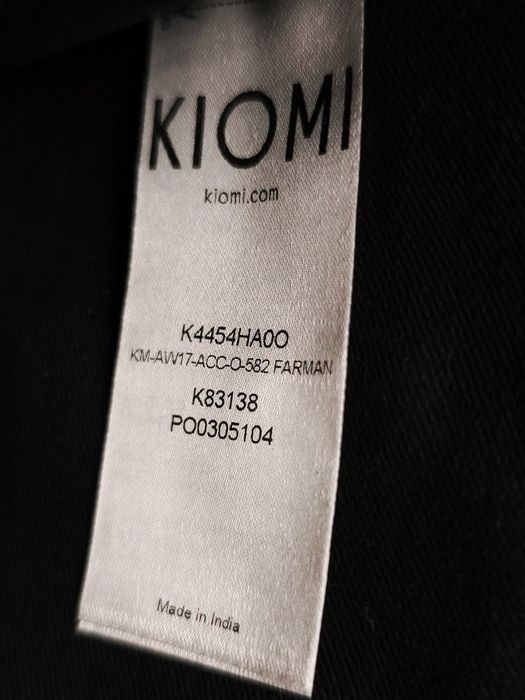 KIOMI
kiomi.com
K4454HA0O
KM-AW17-ACC-O-582 FARMAN
K83138
PO0305104
Made in India